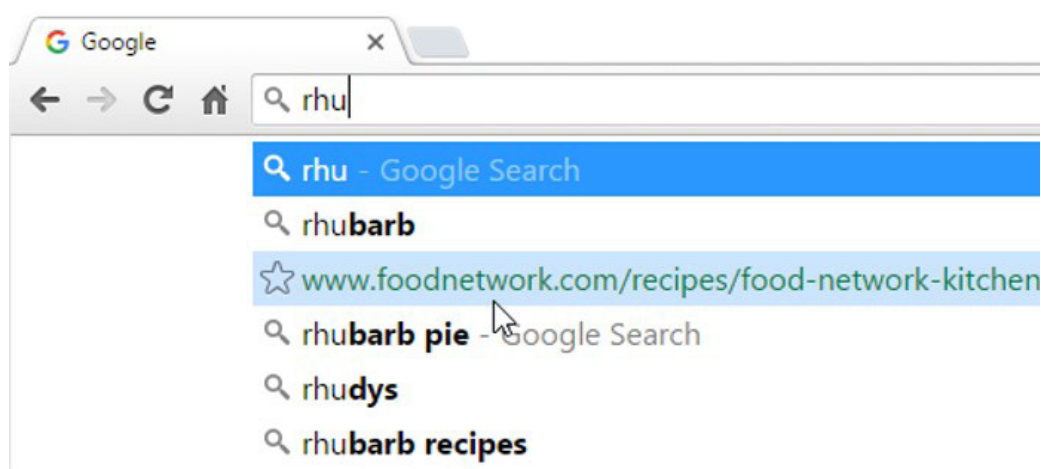 Google
rhu
rhu - Google Search
rhubarb
www.foodnetwork.com/recipes/food-network-kitchen
rhubarb pie - Google Search
rhudys
rhubarb recipes